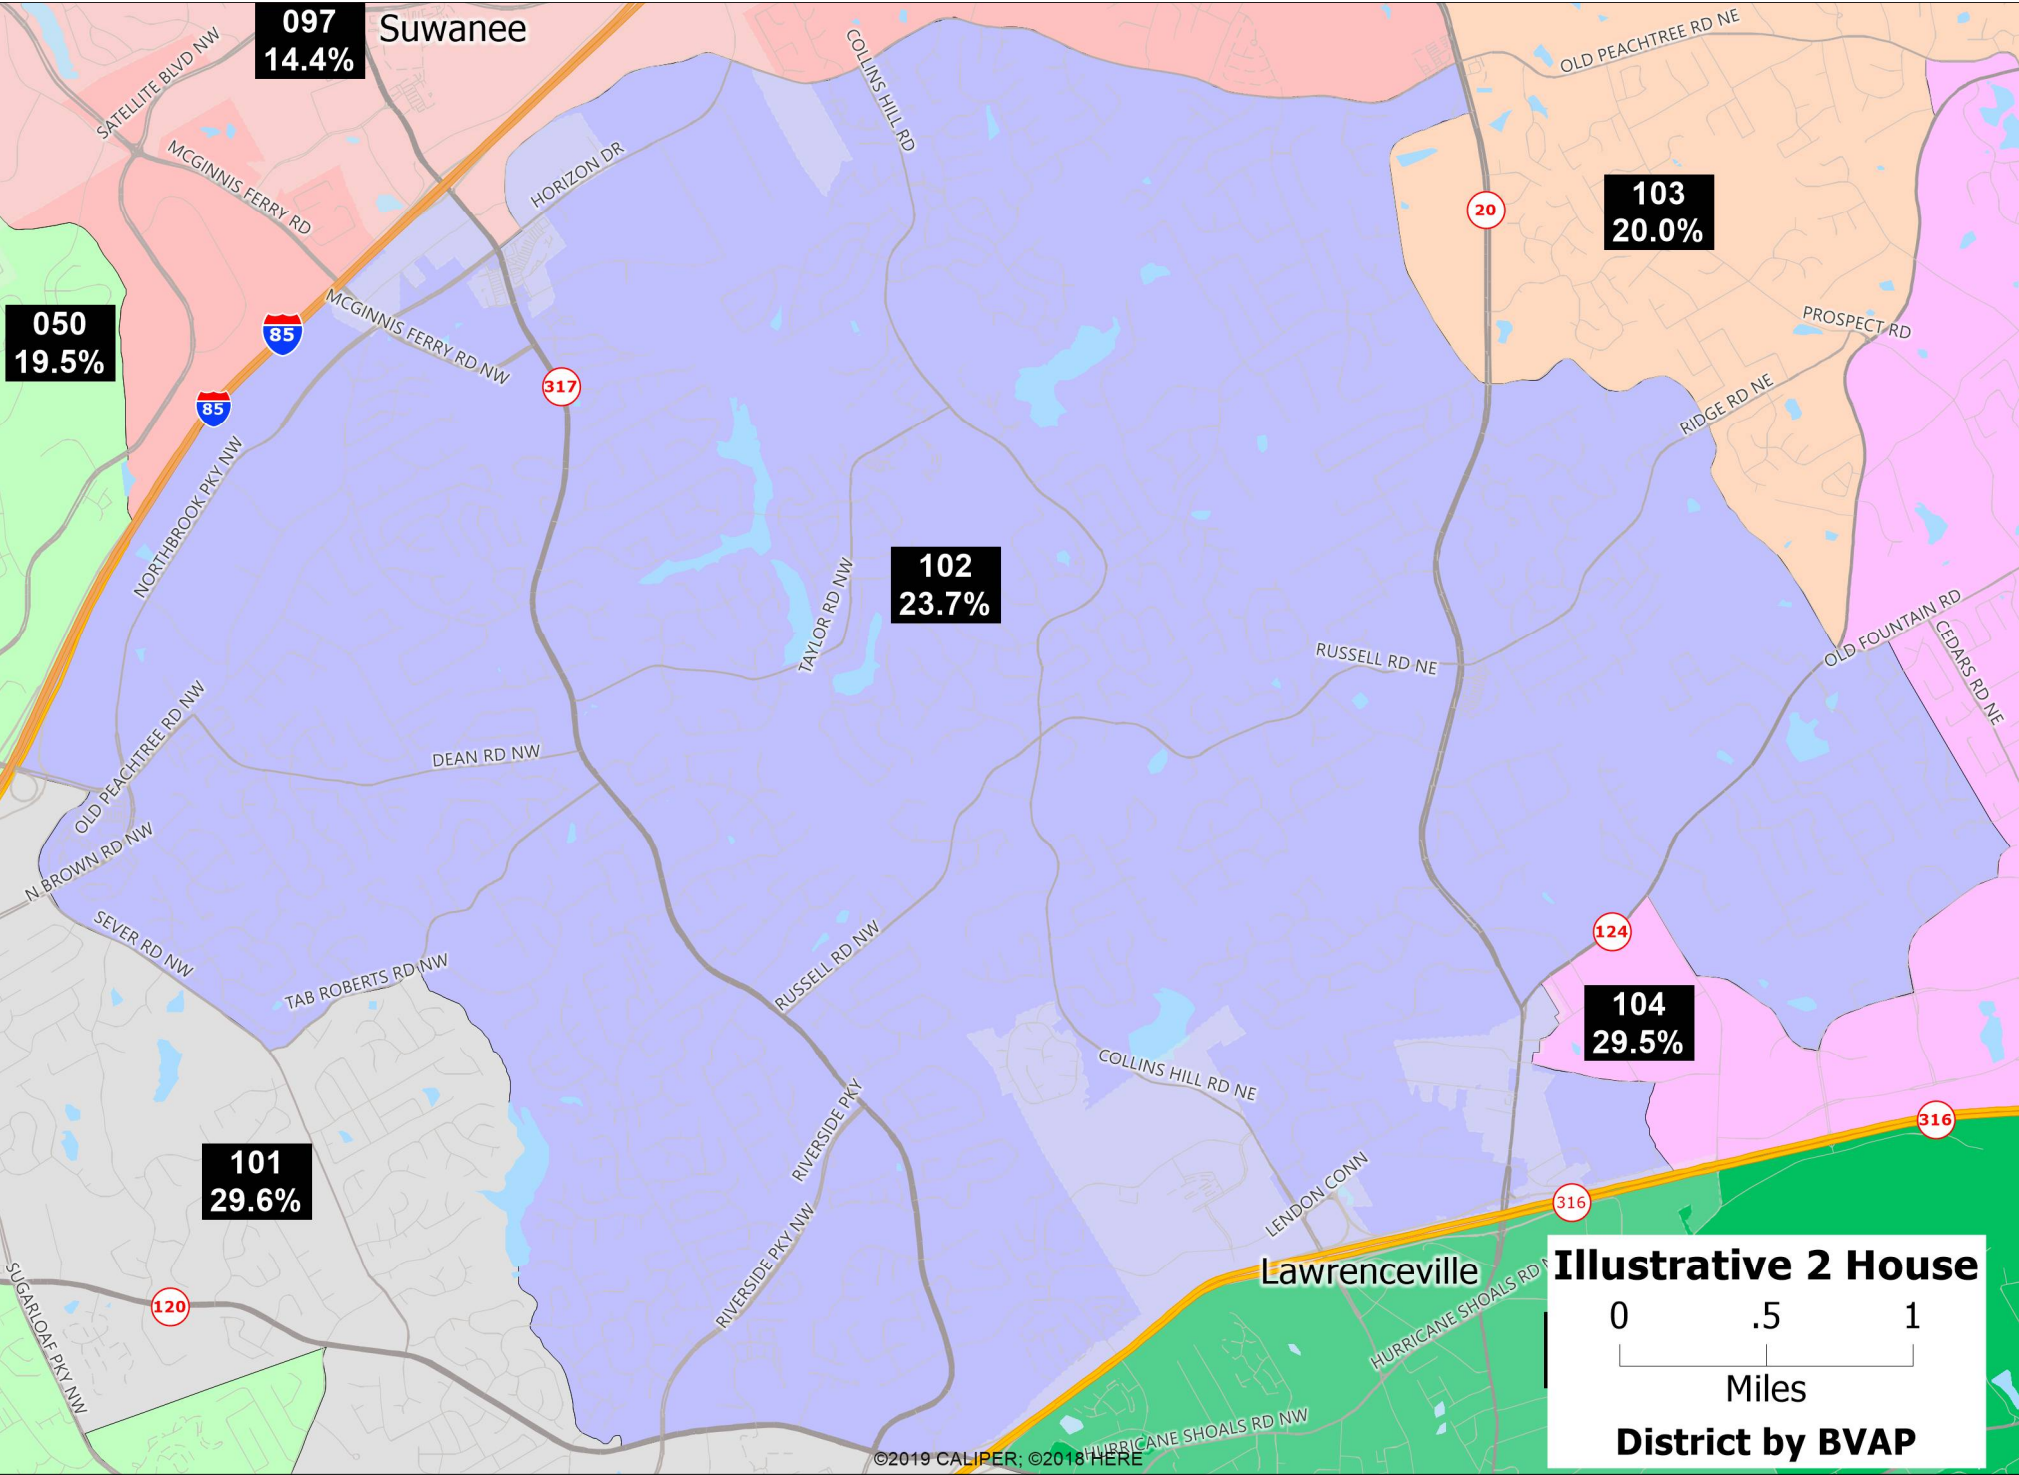 097
14.4%
Suwanee
SATELLITE BLVD NW
COLLINS HILL RD
OLD PEACHTREE RD NE
MCGINNIS FERRY RD
HORIZON DR
103
20.0%
20
050
19.5%
85
MCGINNIS FERRY RD NW
PROSPECT RD
317
85
RIDGE RD NE
NORTHBROOK PKY NW
102
23.7%
TAYLOR RD NW
OLD FOUNTAIN RD
CEDARS RD NE
RUSSELL RD NE
OLD PEACHTREE RD NW
DEAN RD NW
N BROWN RD NW
SEVER RD NW
TAB ROBERTS RD NW
RUSSELL RD NW
124
104
29.5%
COLLINS HILL RD NE
RIVERSIDE PKY
316
101
29.6%
LENDON CONN
316
RIVERSIDE PKY NW
Lawrenceville
SUGARLOAF PKY NW
120
HURRICANE SHOALS RD N
Illustrative 2 House
0 .5 1
Miles
District by BVAP
HURRICANE SHOALS RD NW
©2019 CALIPER; ©2018 HERE